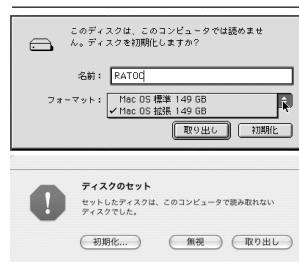 このディスクは、このコンピュータでは読めませ
ん。ディスクを初期化しますか?
名前： RATOC
フォーマット： Mac OS 標準 149 GB
✓Mac OS 拡張 149 GB
取り出し 初期化
ディスクのセット
セットしたディスクは、このコンピュータで読み取れない
ディスクでした。
初期化... 無視 取り出し